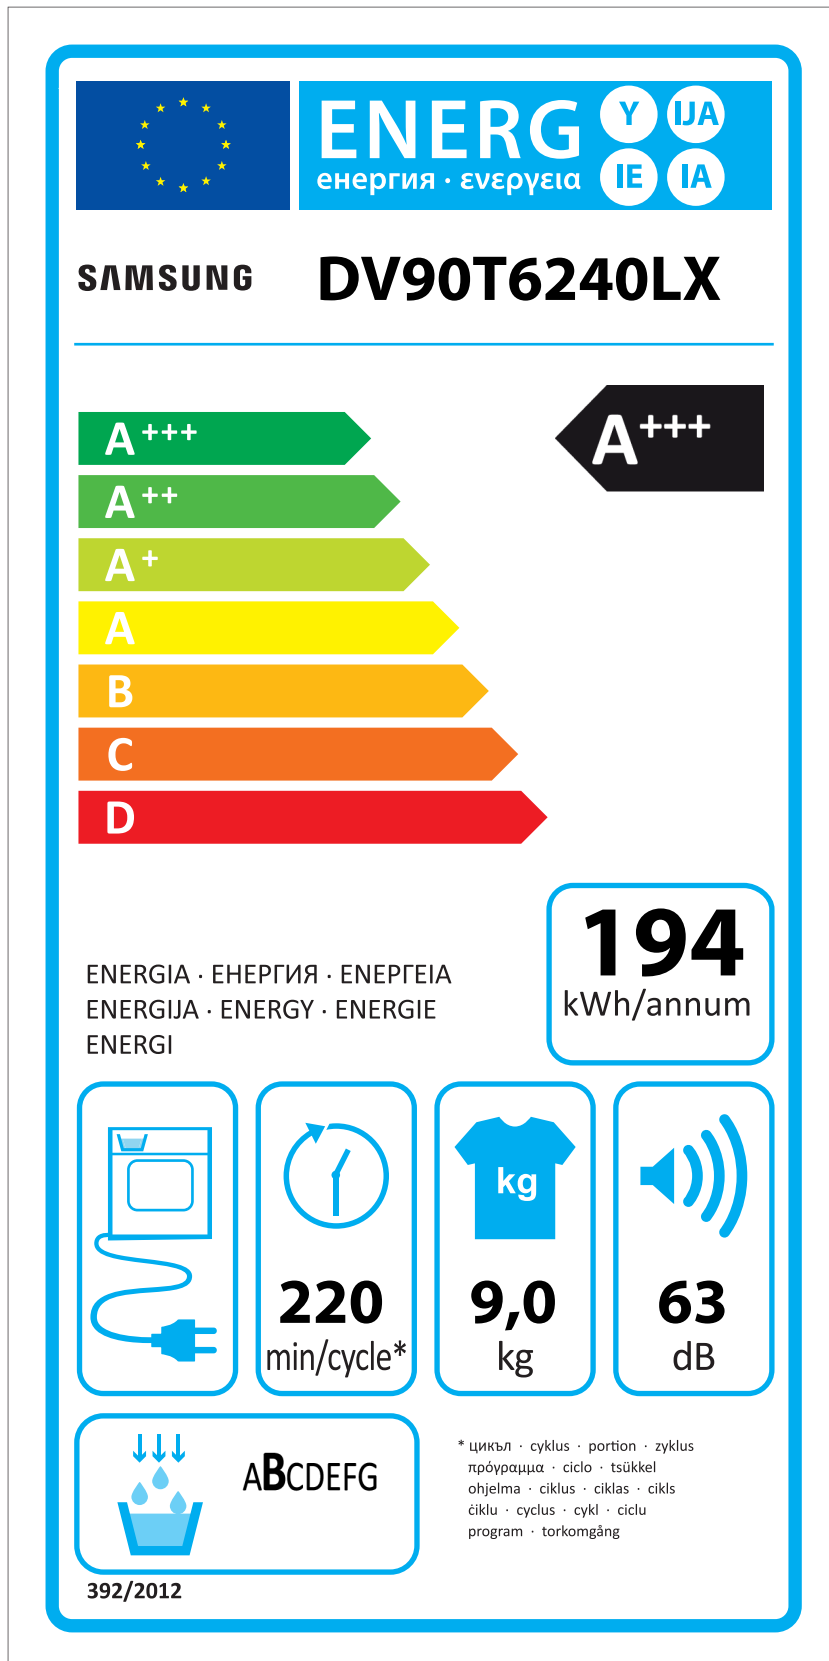 ENERG Y IJA
енергия · ενεργεια IE IA
SAMSUNG DV90T6240LX
A+++ A+++
A++
A+
A
B
C
D
194
kWh/annum
ENERGIA · ЕНЕРГИЯ · ΕΝΕΡΓΕΙΑ
ENERGIJA · ENERGY · ENERGIE
ENERGI
kg
220 9,0 63
min/cycle* kg dB
ABCDEFG
* цикъл · cyklus · portion · zyklus
πρόγραμμα · ciclo · tsükkel
ohjelma · ciklus · ciklas · cikls
ċiklu · cyclus · cykl · ciclu
program · torkomgång
392/2012